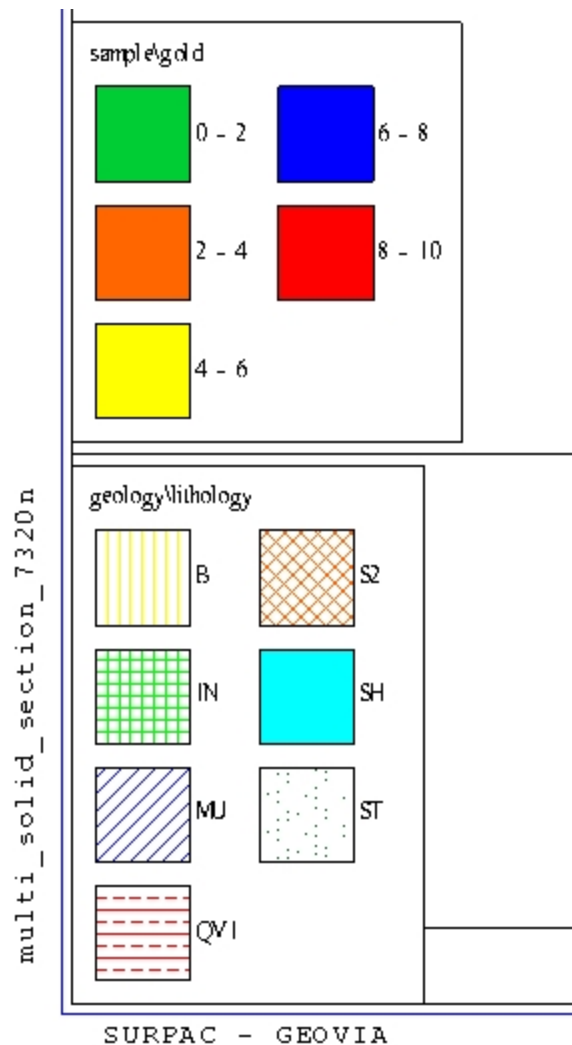 sample\gold
0 - 2
6 - 8
2 - 4
8 - 10
4 - 6
geology\lithology
B
S2
IN
SH
MU
ST
QV1
multi_solid_section_7320n
SURPAC - GEOVIA